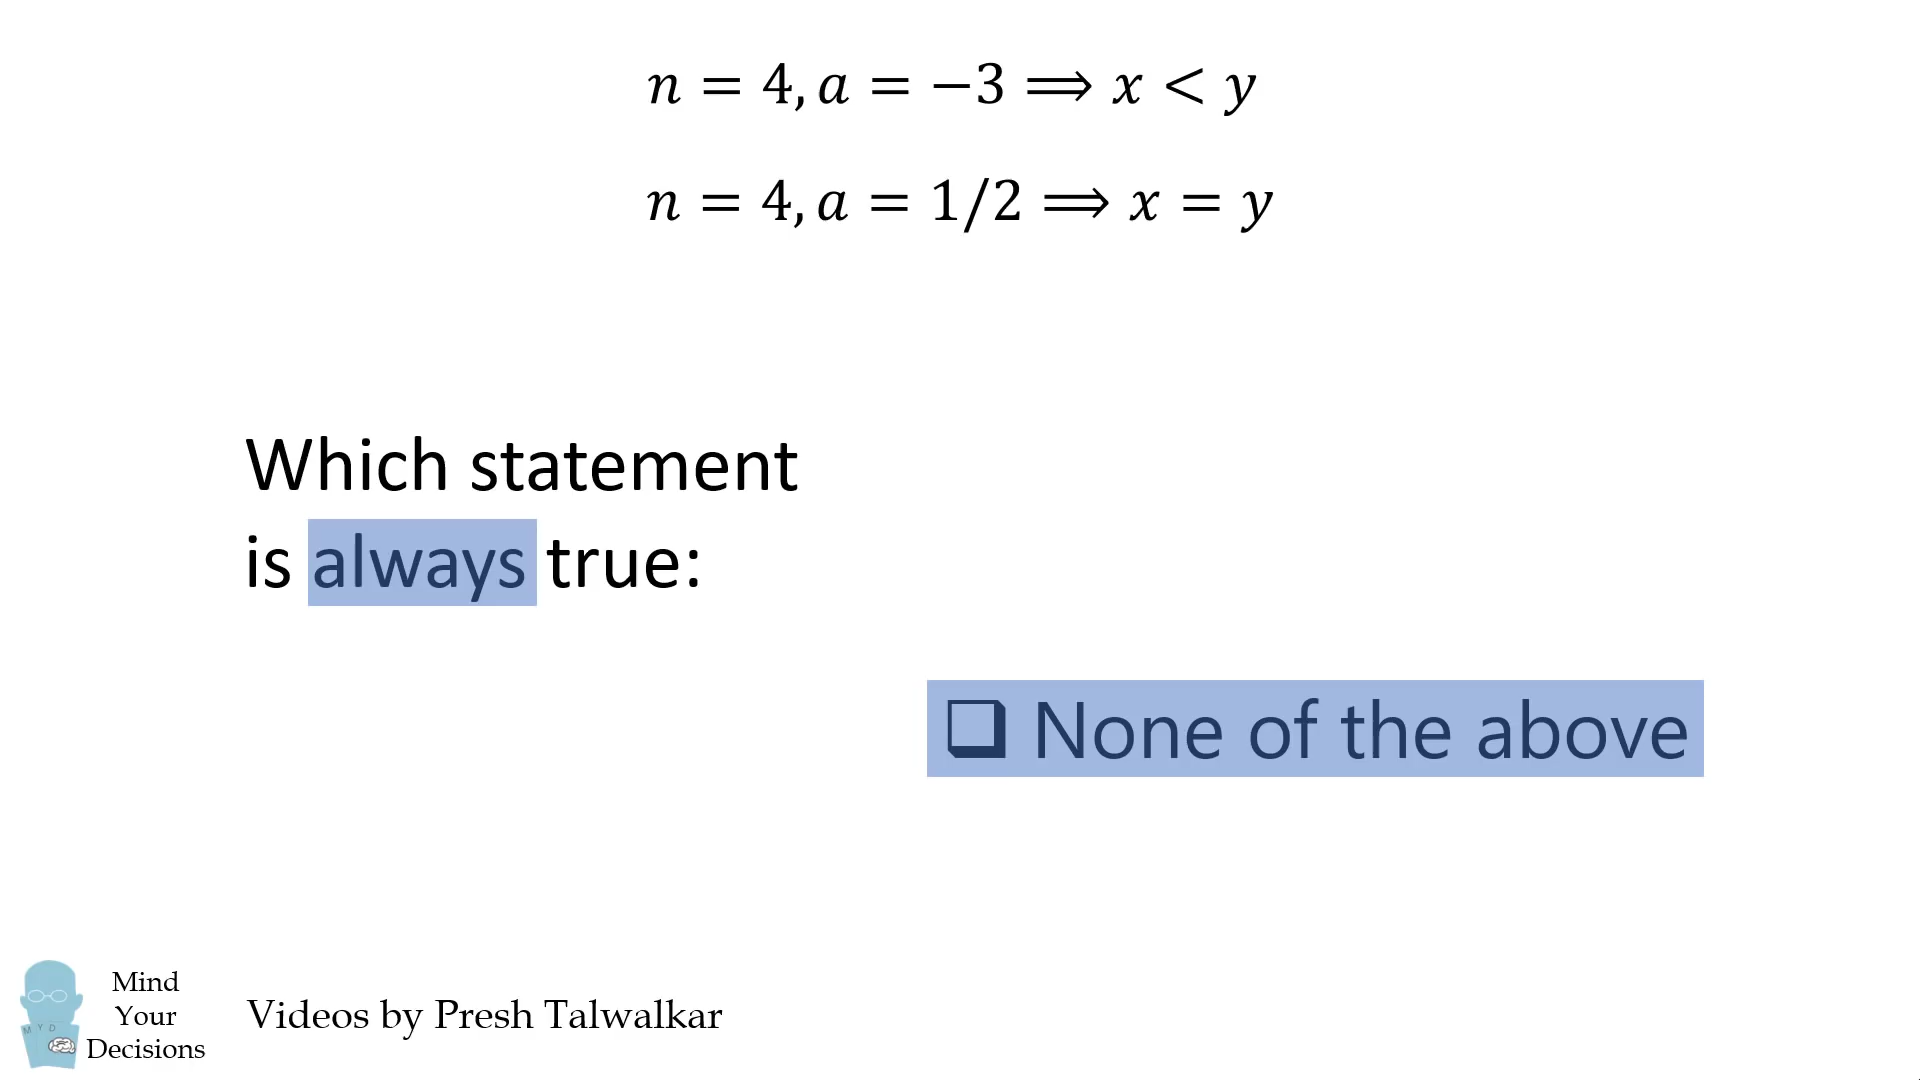 n = 4, a = −3 ⟹ x < y
n = 4, a = 1/2 ⟹ x = y
Which statement
is always true:
❑ None of the above
M Y D
Mind
Your
Decisions
Videos by Presh Talwalkar